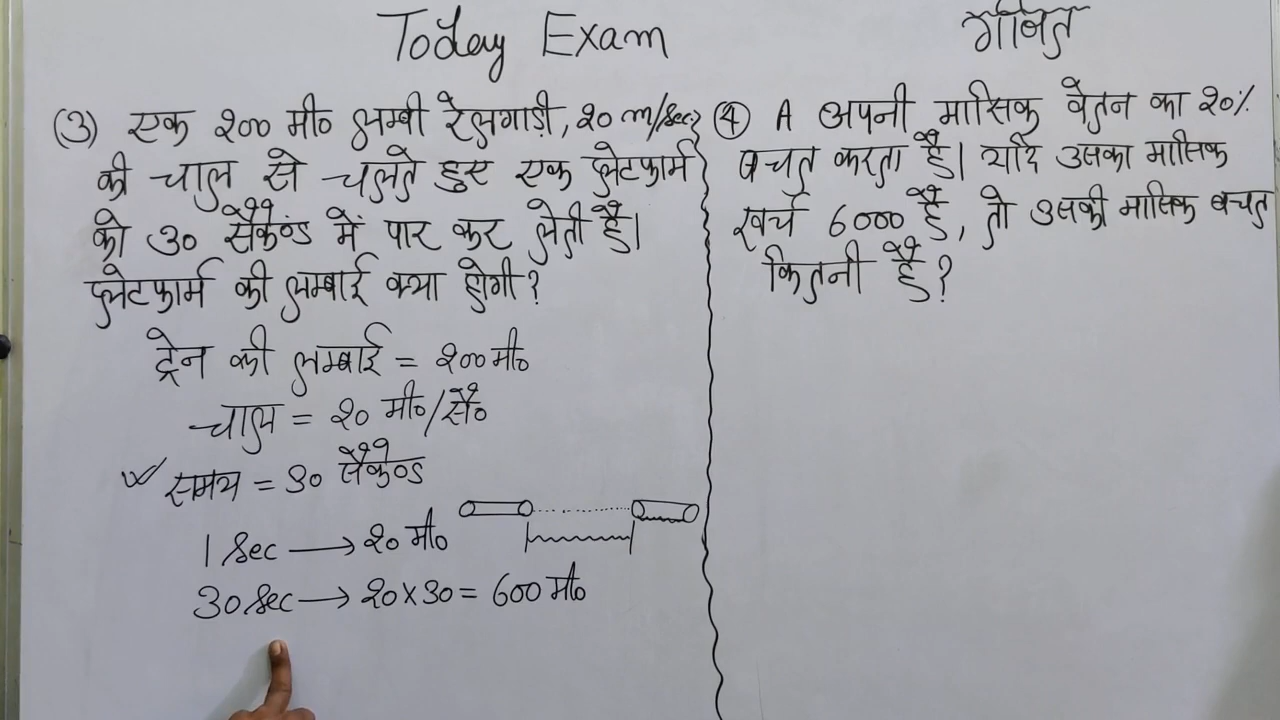 Today Exam
गणित
(3) एक 200 मी० लम्बी रेलगाड़ी, 20 m/sec
की चाल से चलते हुए एक प्लेटफार्म
को 30 सैकेण्ड में पार कर लेती है।
प्लेटफार्म की लम्बाई क्या होगी?
ट्रेन की लम्बाई = 200 मी०
चाल = 20 मी०/सै०
समय = 30 सैकेण्ड
1 Sec → 20 मी०
30 Sec → 20 × 30 = 600 मी०
(4) A अपनी मासिक वेतन का 20%
बचत करता है। यदि उसका मासिक
खर्च 6000 है, तो उसकी मासिक बचत
कितनी है?